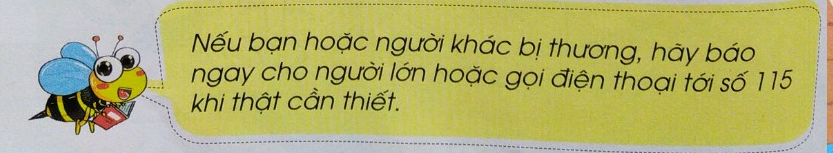 Nếu bạn hoặc người khác bị thương, hãy báo
ngay cho người lớn hoặc gọi điện thoại tới số 115
khi thật cần thiết.